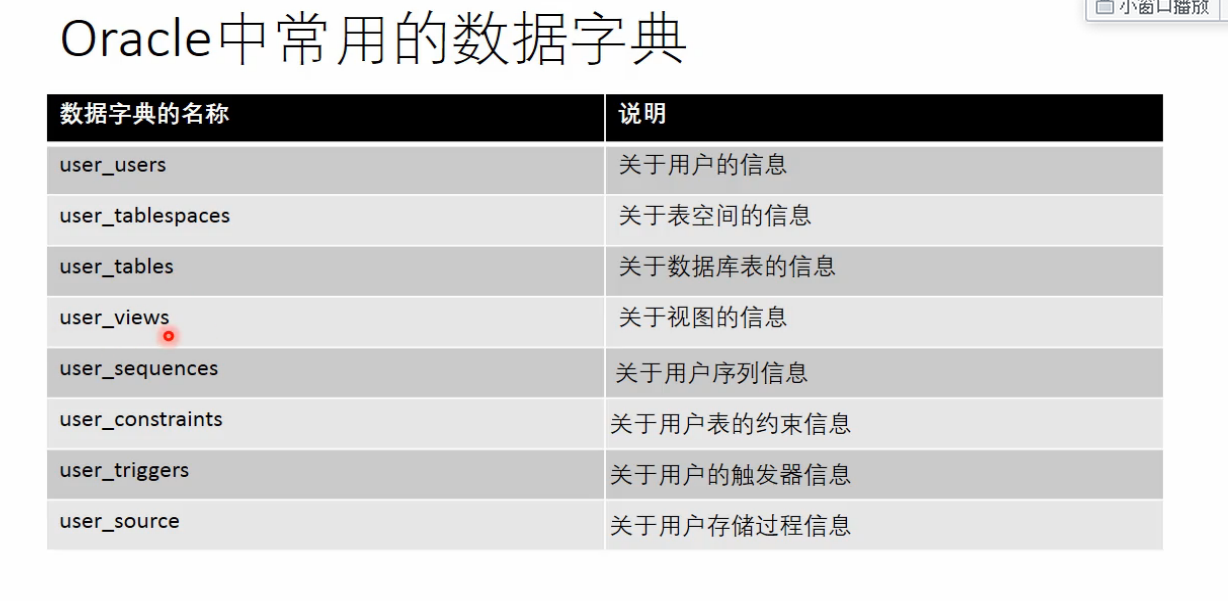 小窗口播放
Oracle中常用的数据字典
数据字典的名称 说明
user_users 关于用户的信息
user_tablespaces 关于表空间的信息
user_tables 关于数据库表的信息
user_views 关于视图的信息
user_sequences 关于用户序列信息
user_constraints 关于用户表的约束信息
user_triggers 关于用户的触发器信息
user_source 关于用户存储过程信息